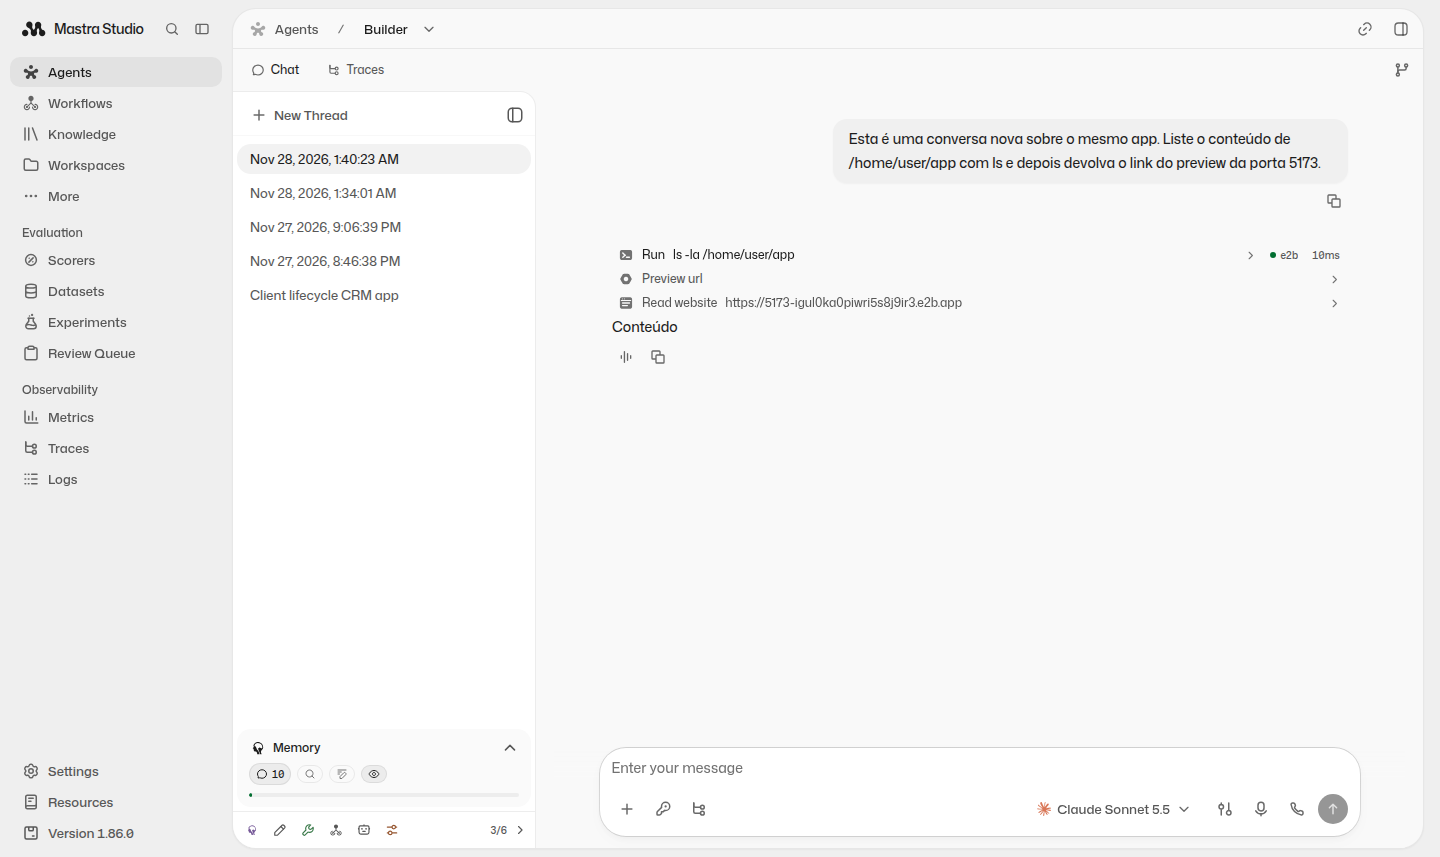 Mastra Studio
Agents
Workflows
Knowledge
Workspaces
More
Evaluation
Scorers
Datasets
Experiments
Review Queue
Observability
Metrics
Traces
Logs
Settings
Resources
Version 1.86.0
Agents / Builder
Chat
Traces
New Thread
Nov 28, 2026, 1:40:23 AM
Nov 28, 2026, 1:34:01 AM
Nov 27, 2026, 9:06:39 PM
Nov 27, 2026, 8:46:38 PM
Client lifecycle CRM app
Memory
10
3/6
Esta é uma conversa nova sobre o mesmo app. Liste o conteúdo de
/home/user/app com ls e depois devolva o link do preview da porta 5173.
Run ls -la /home/user/app e2b 10ms
Preview url
Read website https://5173-igul0ka0piwri5s8j9ir3.e2b.app
Conteúdo
Enter your message
Claude Sonnet 5.5